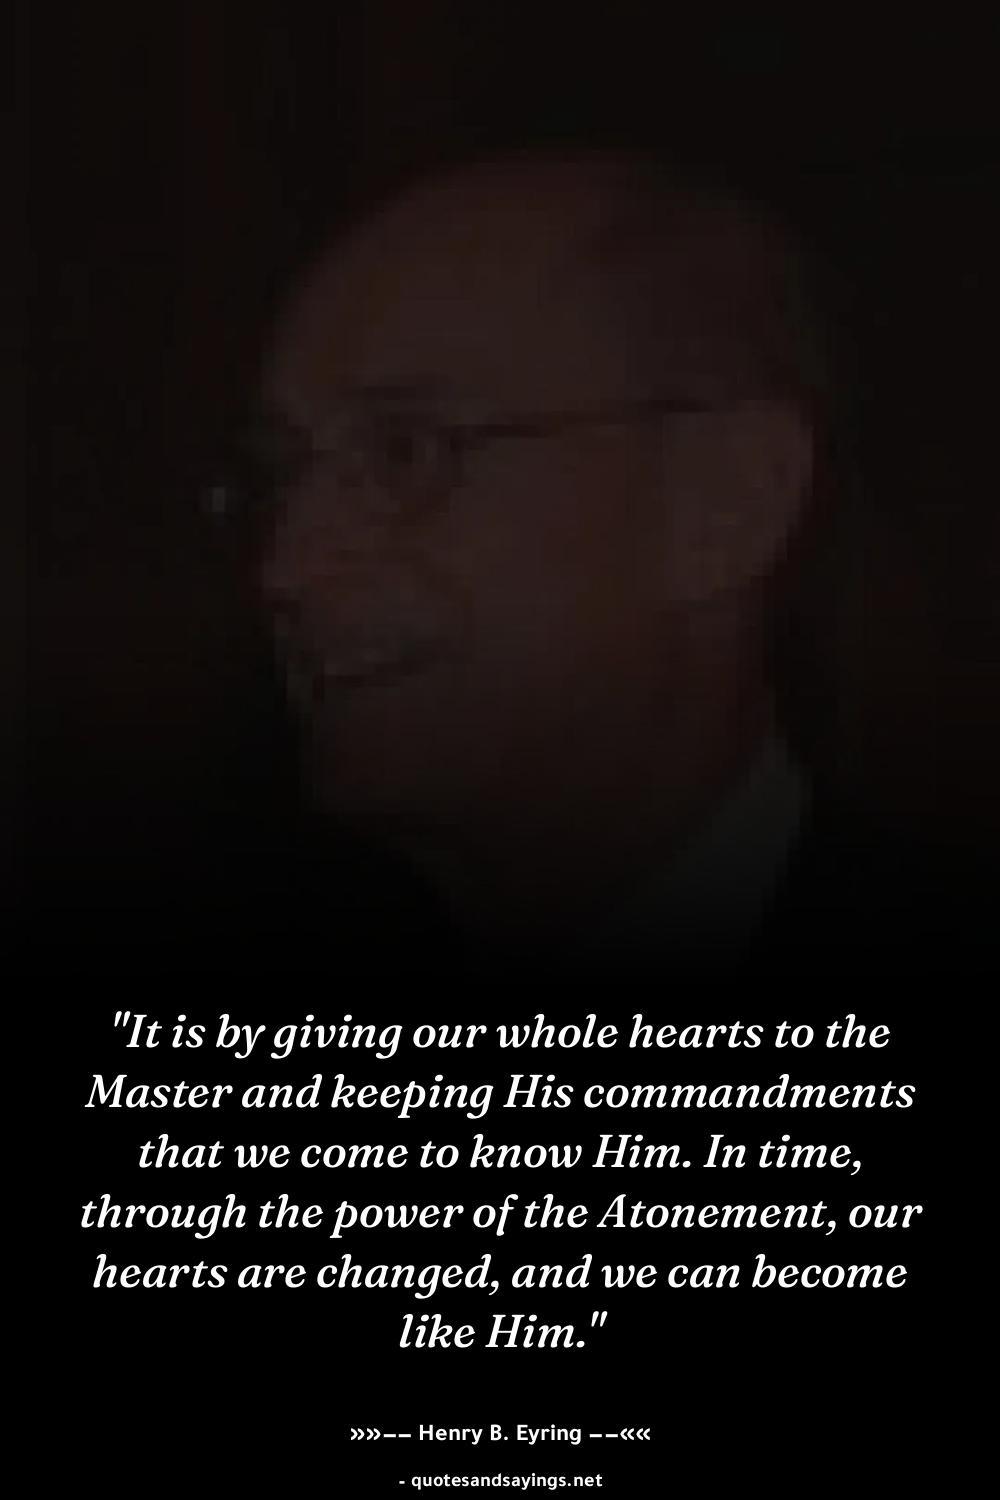 "It is by giving our whole hearts to the
Master and keeping His commandments
that we come to know Him. In time,
through the power of the Atonement, our
hearts are changed, and we can become
like Him."
»»–– Henry B. Eyring ––««
- quotesandsayings.net